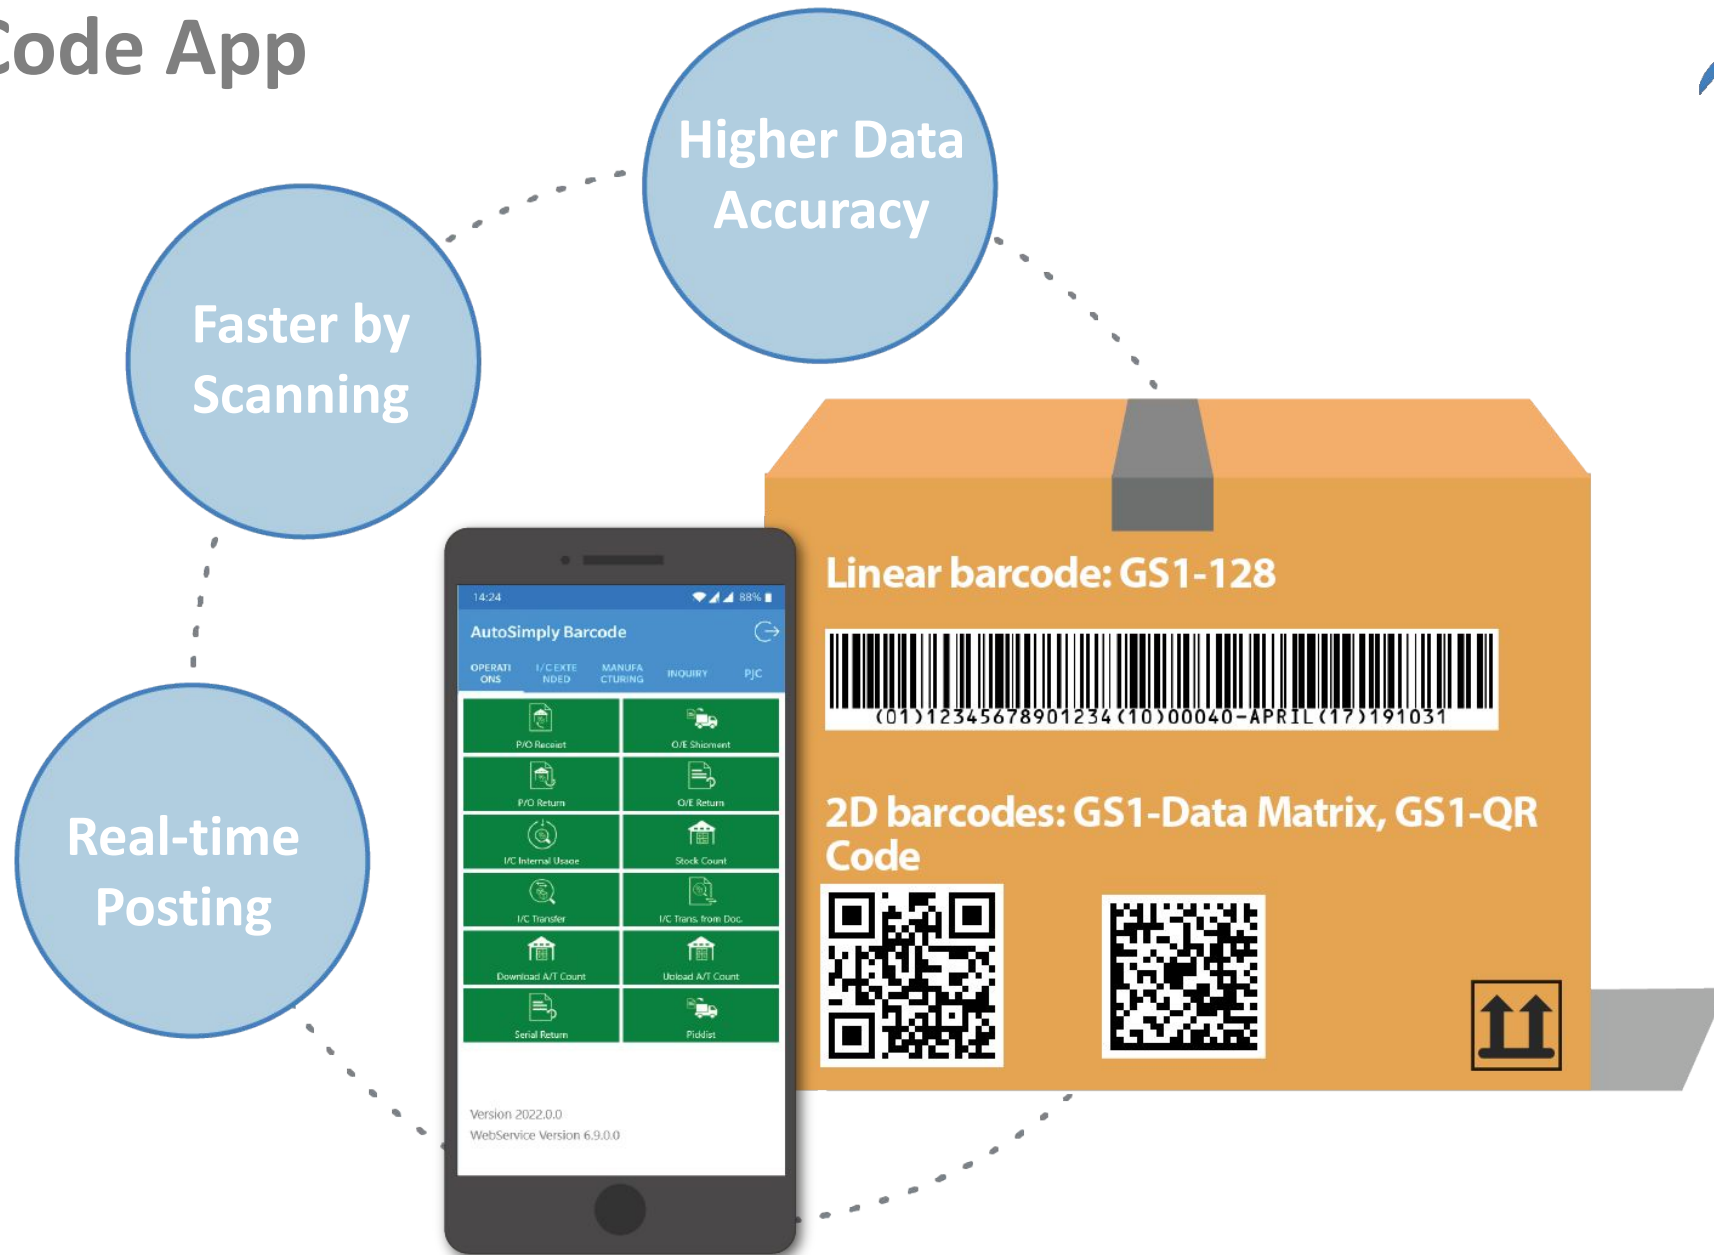 Code App
Higher Data
Accuracy
Faster by
Scanning
Real-time
Posting
14:24
88%
AutoSimply Barcode
OPERATI
ONS
I/C EXTE
NDED
MANUFA
CTURING
INQUIRY
PJC
P/O Receipt
O/E Shipment
P/O Return
O/E Return
I/C Internal Usage
Stock Count
I/C Transfer
I/C Trans. from Doc.
Download A/T Count
Upload A/T Count
Serial Return
Picklist
Version 2022.0.0
WebService Version 6.9.0.0
Linear barcode: GS1-128
(01)12345678901234(10)00040-APRIL(17)191031
2D barcodes: GS1-Data Matrix, GS1-QR
Code